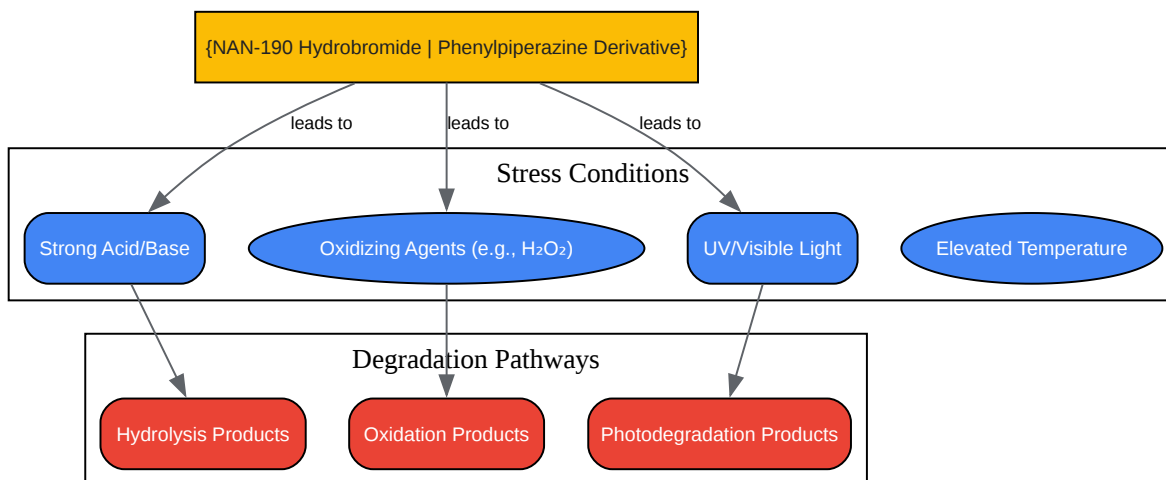 {NAN-190 Hydrobromide | Phenylpiperazine Derivative}
leads to
leads to
leads to
Stress Conditions
Strong Acid/Base
Oxidizing Agents (e.g., H₂O₂)
UV/Visible Light
Elevated Temperature
Degradation Pathways
Hydrolysis Products
Oxidation Products
Photodegradation Products